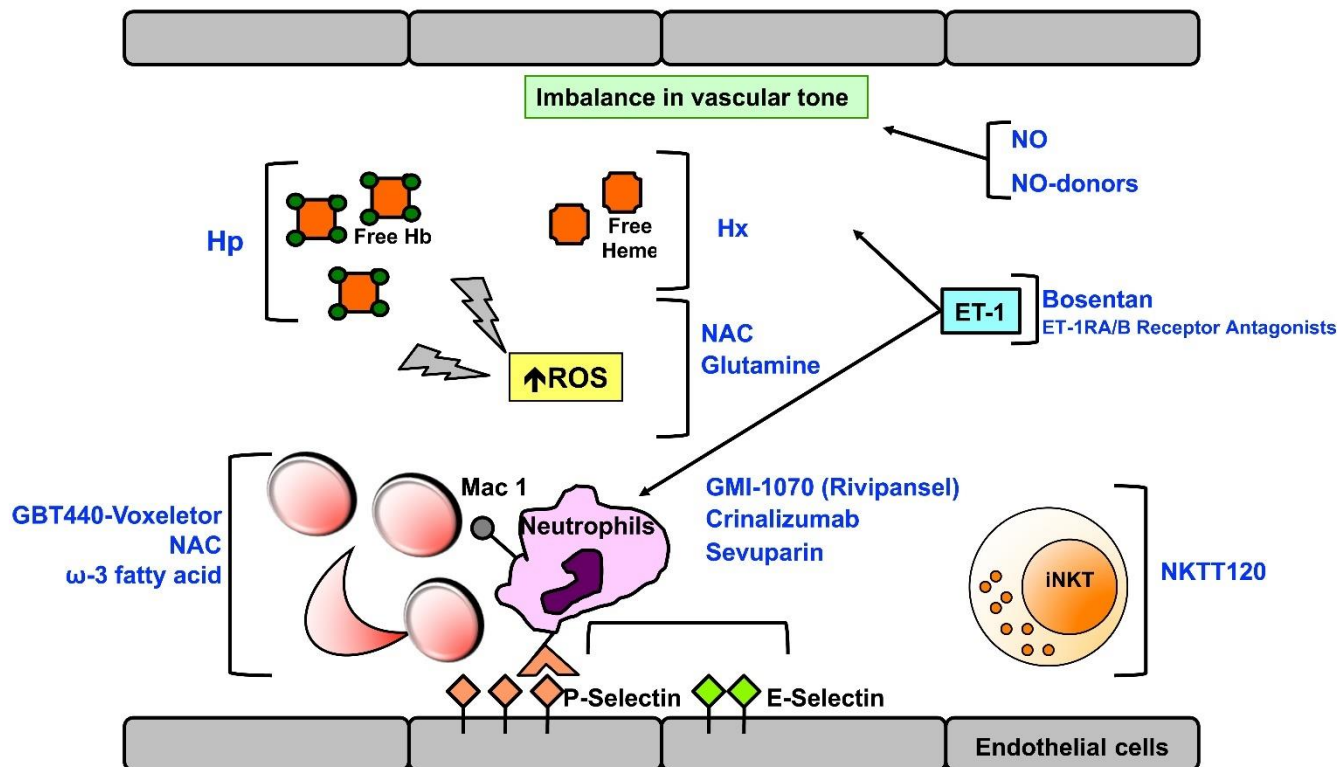 Imbalance in vascular tone
NO
NO-donors
Hp
Free Hb
Free
Heme
Hx
ET-1
Bosentan
ET-1RA/B Receptor Antagonists
NAC
Glutamine
↑ROS
GBT440-Voxeletor
NAC
ω-3 fatty acid
Mac 1
Neutrophils
GMI-1070 (Rivipansel)
Crinalizumab
Sevuparin
iNKT
NKTT120
P-Selectin
E-Selectin
Endothelial cells